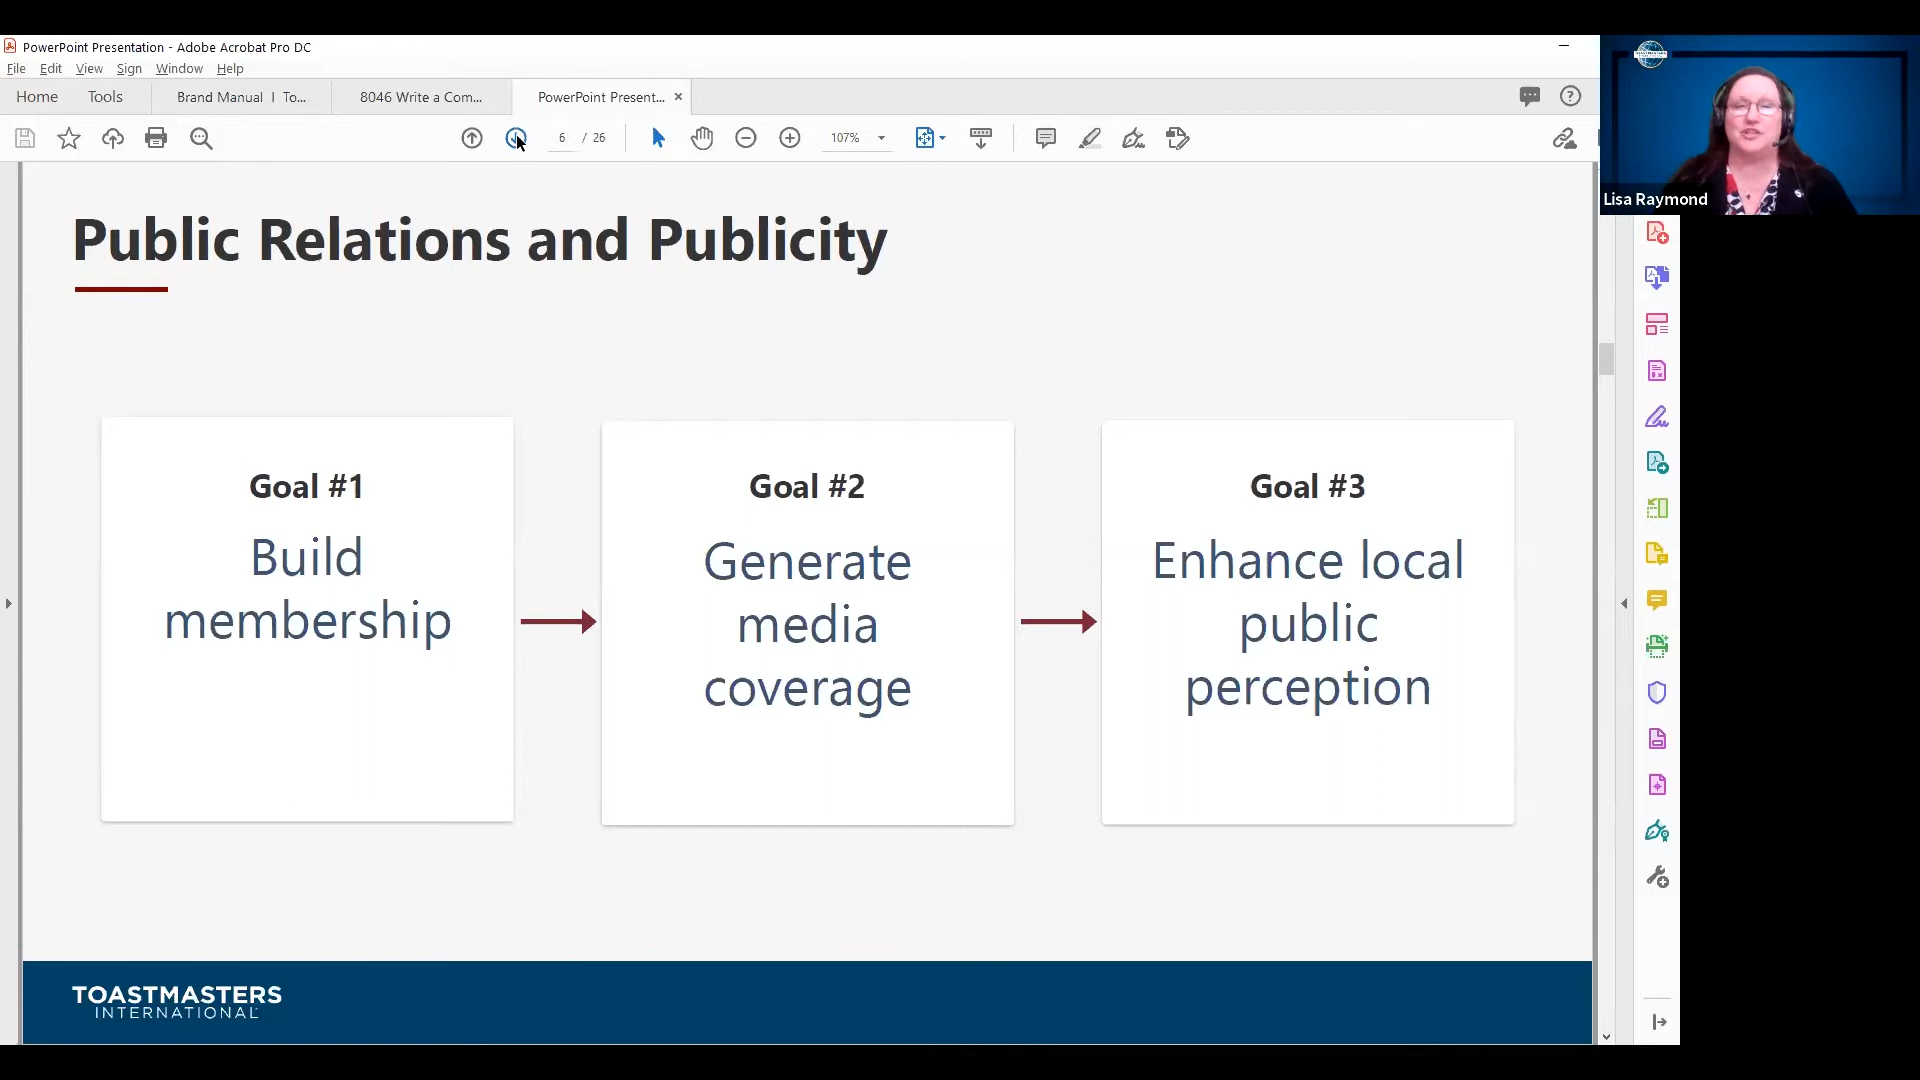 PowerPoint Presentation - Adobe Acrobat Pro DC
File Edit View Sign Window Help
Home Tools Brand Manual I To... 8046 Write a Com... PowerPoint Present...
6 / 26 107%
Lisa Raymond
Public Relations and Publicity
Goal #1
Build
membership
Goal #2
Generate
media
coverage
Goal #3
Enhance local
public
perception
TOASTMASTERS
INTERNATIONAL